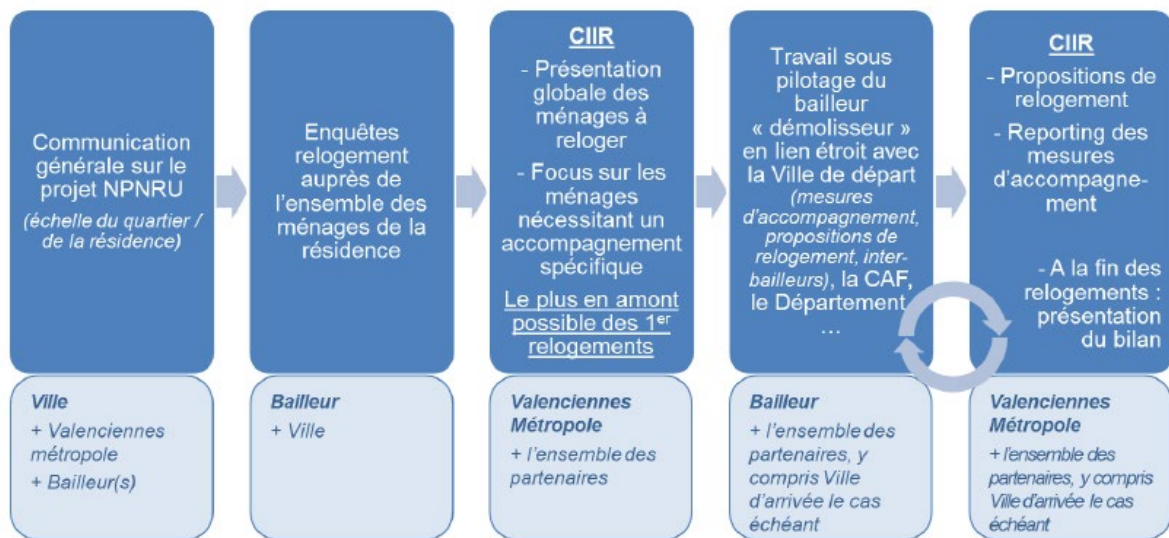 Communication
générale sur le
projet NPNRU
(échelle du quartier /
de la résidence)
Enquêtes
relogement
auprès de
l'ensemble des
ménages de la
résidence
CIIR
- Présentation
globale des
ménages à
reloger
- Focus sur les
ménages
nécessitant un
accompagnement
spécifique
Le plus en amont
possible des 1er
relogements
Travail sous
pilotage du
bailleur
« démolisseur »
en lien étroit avec
la Ville de départ
(mesures
d'accompagnement,
propositions de
relogement, inter-
bailleurs), la CAF,
le Département
…
CIIR
- Propositions de
relogement
- Reporting des
mesures
d'accompagne-
ment
- A la fin des
relogements :
présentation
du bilan
Ville
+ Valenciennes
métropole
+ Bailleur(s)
Bailleur
+ Ville
Valenciennes
Métropole
+ l'ensemble des
partenaires
Bailleur
+ l'ensemble des
partenaires, y
compris Ville
d'arrivée le cas
échéant
Valenciennes
Métropole
+ l'ensemble des
partenaires, y compris
Ville d'arrivée le cas
échéant